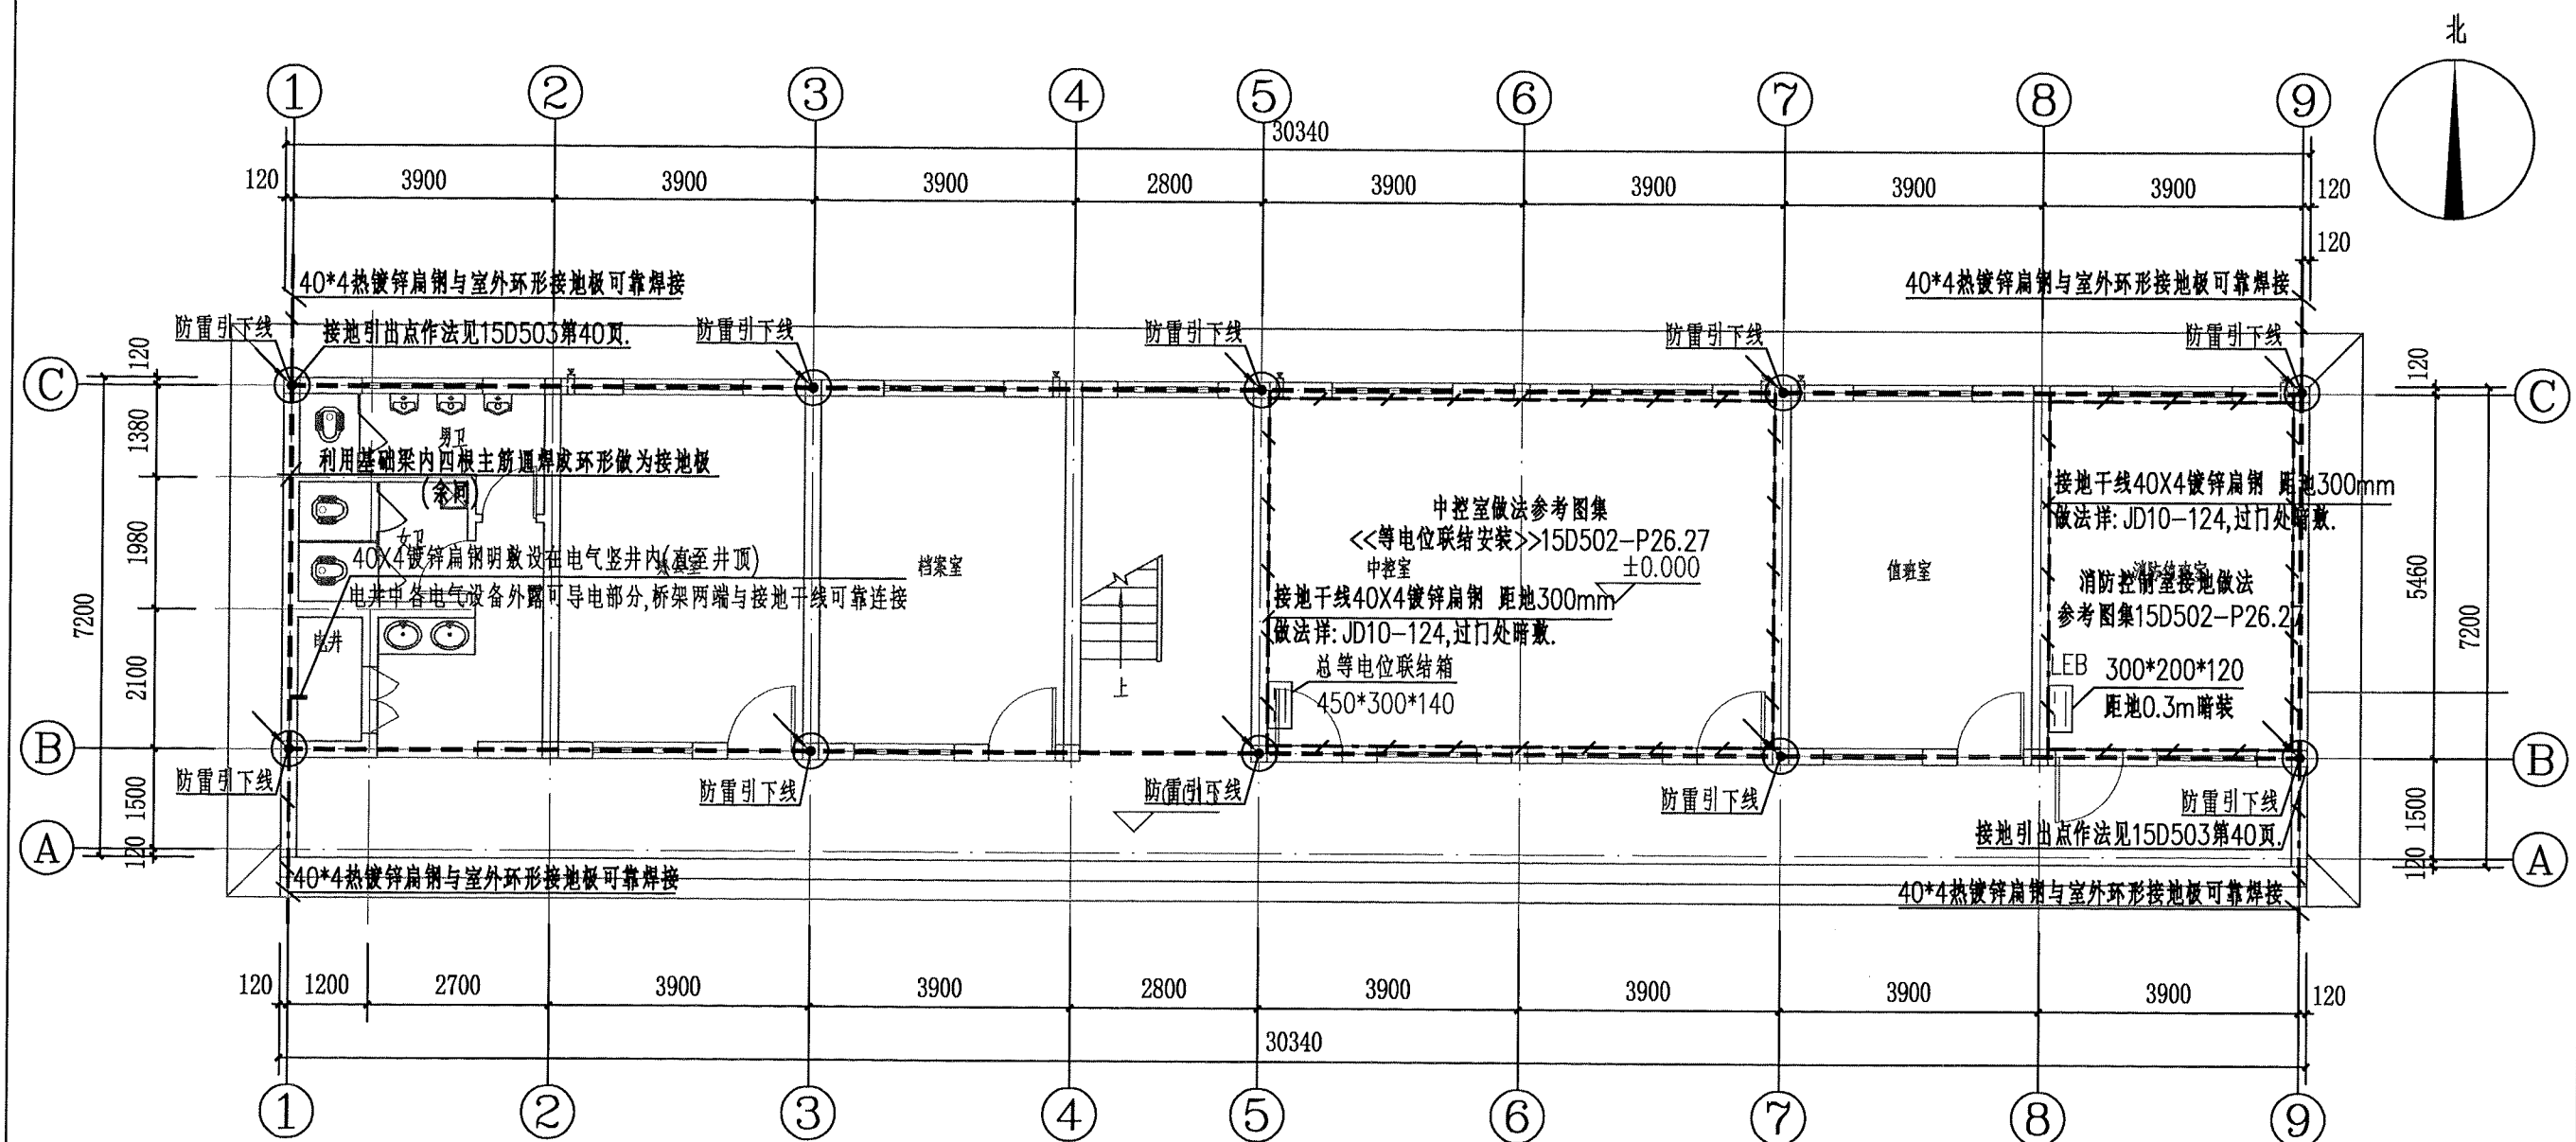 北
1 2 3 4 5 6 7 8 9
30340
120 3900 3900 3900 2800 3900 3900 3900 3900 120
120
40*4热镀锌扁钢与室外环形接地极可靠焊接
40*4热镀锌扁钢与室外环形接地极可靠焊接
防雷引下线
接地引出点作法见15D503第40页.
防雷引下线
防雷引下线
防雷引下线
防雷引下线
C
C
120
1380
1980
2100
1500
120
7200
120
5460
1500
120
7200
男卫
利用基础梁内四根主筋通焊成环形做为接地极
(余同)
女卫
40X4镀锌扁钢明敷设在电气竖井内(直至井顶)
电井中各电气设备外露可导电部分,桥架两端与接地干线可靠连接
电井
档案室
上
中控室做法参考图集
<<等电位联结安装>>15D502-P26.27
中控室
±0.000
接地干线40X4镀锌扁钢 距地300mm
做法详: JD10-124,过门处暗敷.
总等电位联结箱
450*300*140
值班室
接地干线40X4镀锌扁钢 距地300mm
做法详: JD10-124,过门处暗敷.
消防控制室接地做法
参考图集15D502-P26.27
LEB 300*200*120
距地0.3m暗装
B
B
防雷引下线
防雷引下线
防雷引下线
防雷引下线
防雷引下线
接地引出点作法见15D503第40页.
A
A
40*4热镀锌扁钢与室外环形接地极可靠焊接
40*4热镀锌扁钢与室外环形接地极可靠焊接
120 1200 2700 3900 3900 2800 3900 3900 3900 3900 120
30340
1 2 3 4 5 6 7 8 9